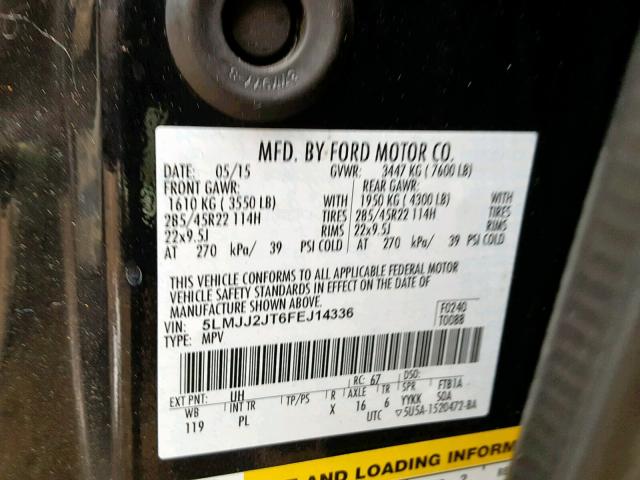 MFD. BY FORD MOTOR CO.
DATE: 05/15 GVWR: 3447 KG ( 7600 LB)
FRONT GAWR: REAR GAWR:
1610 KG ( 3550 LB) WITH 1950 KG ( 4300 LB) WITH
285/45R22 114H TIRES 285/45R22 114H TIRES
22x9.5J RIMS 22x9.5J RIMS
AT 270 kPa/ 39 PSI COLD AT 270 kPa/ 39 PSI COLD
THIS VEHICLE CONFORMS TO ALL APPLICABLE FEDERAL MOTOR
VEHICLE SAFETY STANDARDS IN EFFECT ON THE DATE OF
MANUFACTURE SHOWN ABOVE.
VIN: 5LMJJ2JT6FEJ14336 F0240
TYPE: MPV T0088
EXT PNT: UH RC: 67 DSO:
WB INT TR TP/PS R AXLE TR SPR FTB1A
119 PL X 16 6 YYKK SOA
UTC 5U5A-1520472-BA
AND LOADING INFORM